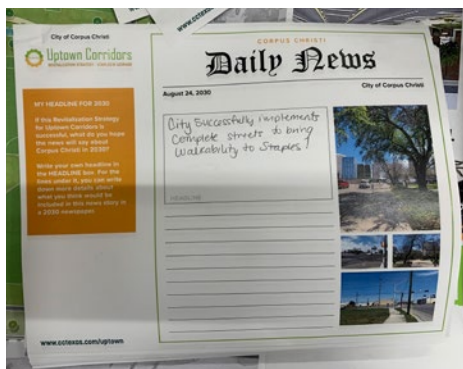 City of Corpus Christi
Uptown Corridors
MY HEADLINE FOR 2030
If this Revitalization Strategy
for Uptown Corridors is
successful, what do you hope
the news will say about
Corpus Christi in 2030?
Write your own headline in
the HEADLINE box. For the
lines under it, you can write
down more details about
what you think would be
included in this news story in
a 2030 newspaper.
www.cctexas.com/uptown
CORPUS CHRISTI
Daily News
August 24, 2030
City of Corpus Christi
City Successfully implements
Complete streets to bring
Walkability to Staples!
HEADLINE